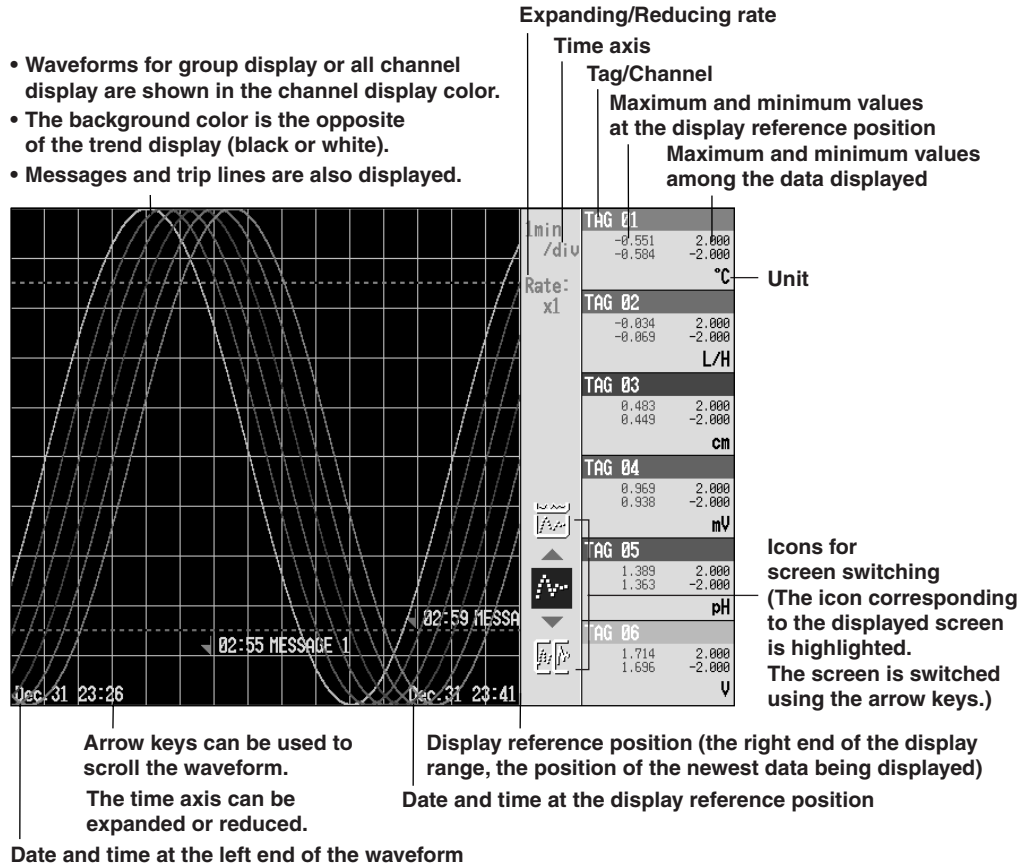 Expanding/Reducing rate
Time axis
Tag/Channel
Maximum and minimum values
at the display reference position
Maximum and minimum values
among the data displayed
• Waveforms for group display or all channel
display are shown in the channel display color.
• The background color is the opposite
of the trend display (black or white).
• Messages and trip lines are also displayed.
1min
/div
Rate:
x1
TAG 01
-0.551 2.000
-0.584 -2.000
°C
Unit
TAG 02
-0.034 2.000
-0.069 -2.000
L/H
TAG 03
0.483 2.000
0.449 -2.000
cm
TAG 04
0.969 2.000
0.938 -2.000
mV
TAG 05
1.389 2.000
1.363 -2.000
pH
TAG 06
1.714 2.000
1.696 -2.000
V
Icons for
screen switching
(The icon corresponding
to the displayed screen
is highlighted.
The screen is switched
using the arrow keys.)
02:59 MESSA
02:55 MESSAGE 1
Dec.31 23:26
Dec.31 23:41
Arrow keys can be used to
scroll the waveform.
The time axis can be
expanded or reduced.
Display reference position (the right end of the display
range, the position of the newest data being displayed)
Date and time at the display reference position
Date and time at the left end of the waveform